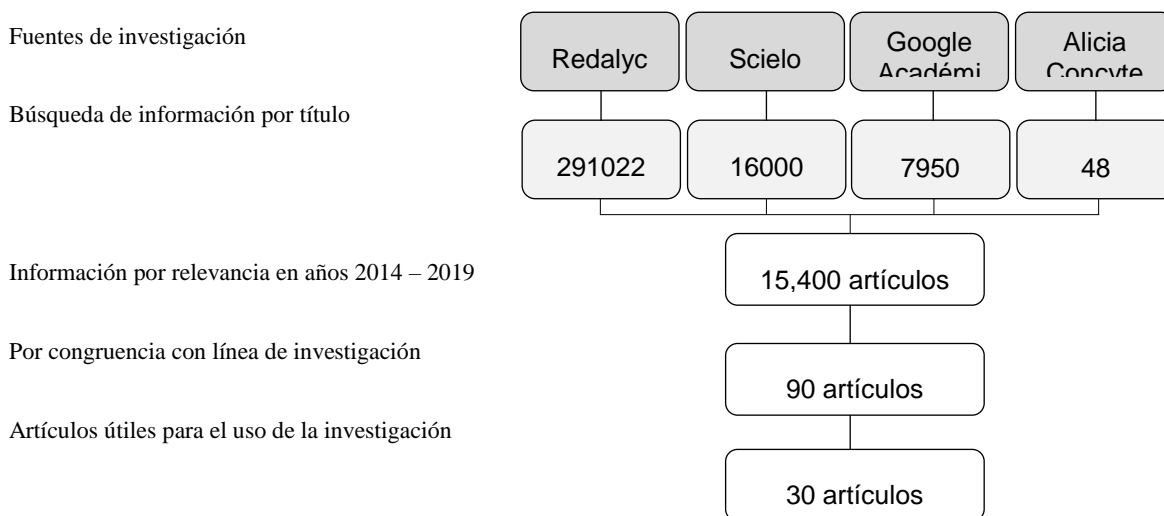 Fuentes de investigación
Redalyc
Scielo
Google
Académi
Alicia
Concyte
Búsqueda de información por título
291022
16000
7950
48
Información por relevancia en años 2014 – 2019
15,400 artículos
Por congruencia con línea de investigación
90 artículos
Artículos útiles para el uso de la investigación
30 artículos